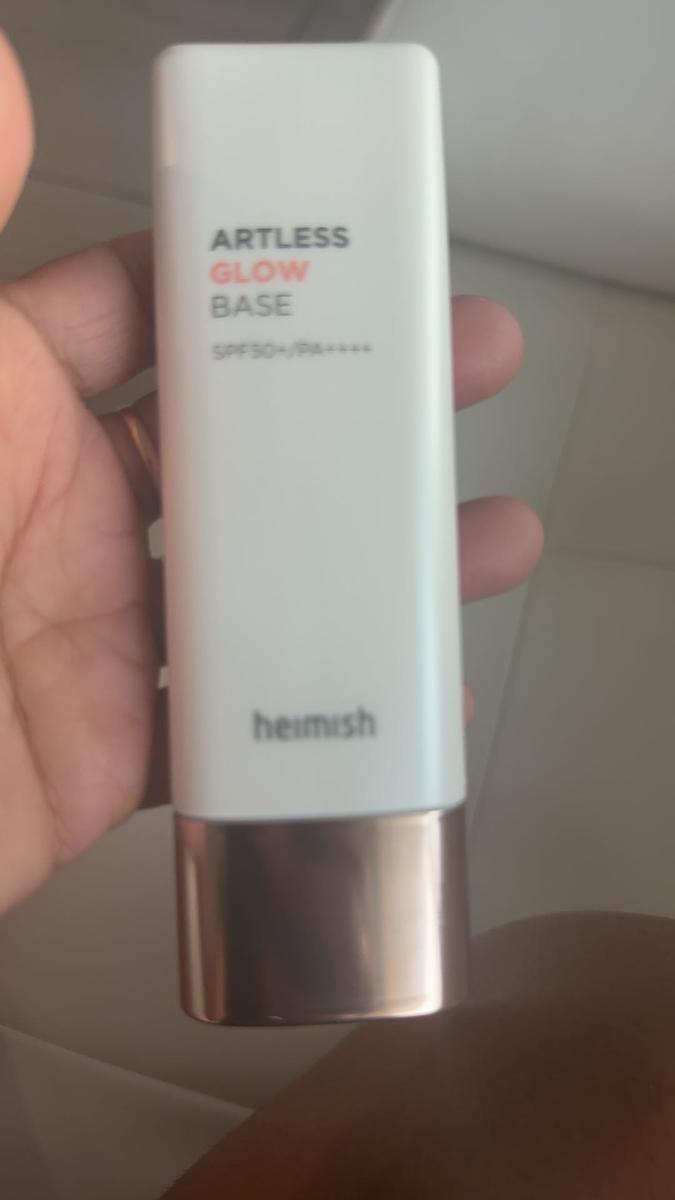 ARTLESS
GLOW
BASE
SPF50+/PA++++
heimish